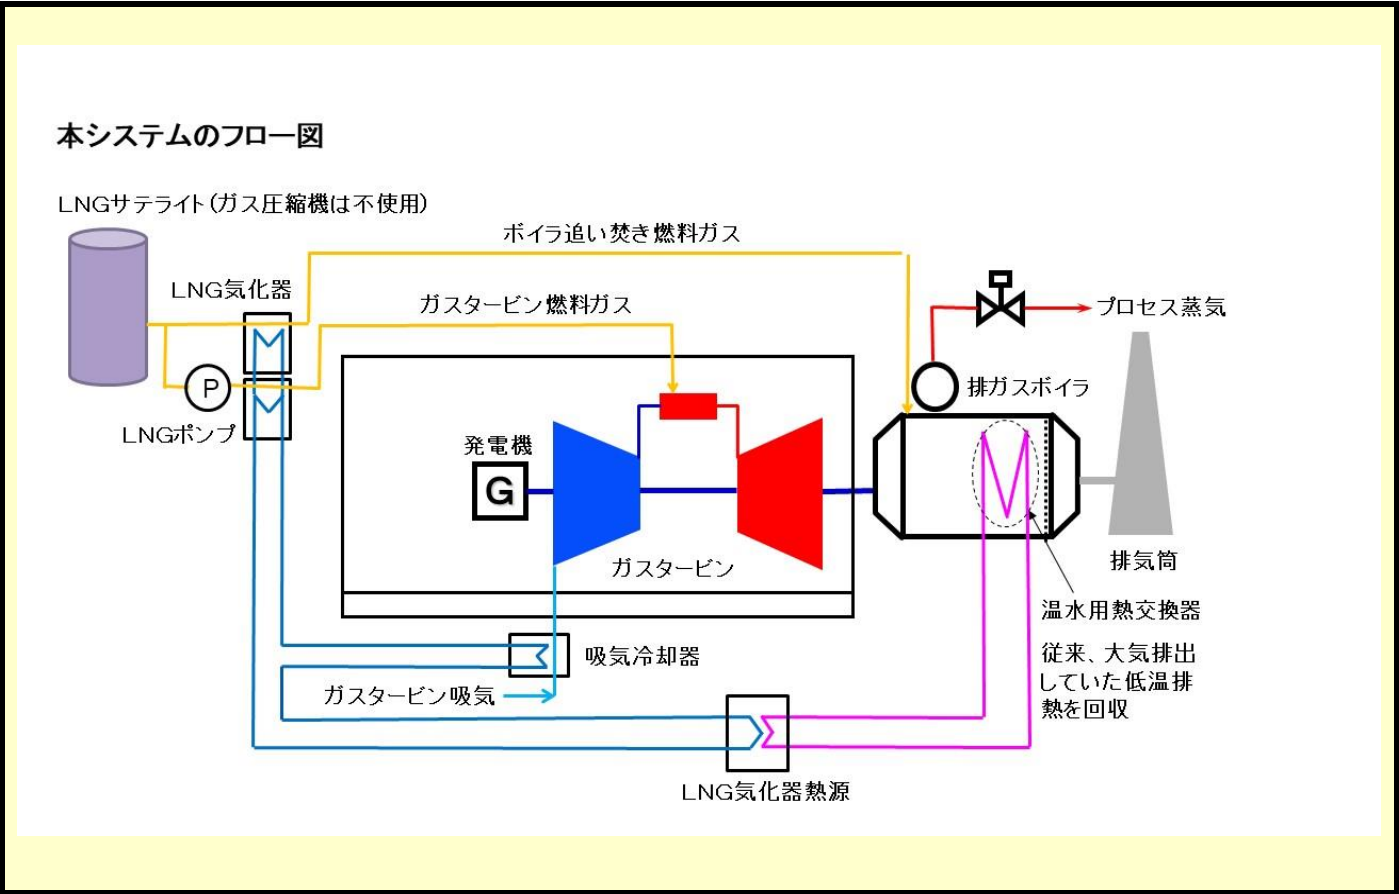 本システムのフロー図
LNGサテライト(ガス圧縮機は不使用)
ボイラ追い焚き燃料ガス
LNG気化器
ガスタービン燃料ガス
プロセス蒸気
P
排ガスボイラ
LNGポンプ
発電機
G
ガスタービン
排気筒
温水用熱交換器
吸気冷却器
従来、大気排出
していた低温排
熱を回収
ガスタービン吸気
LNG気化器熱源